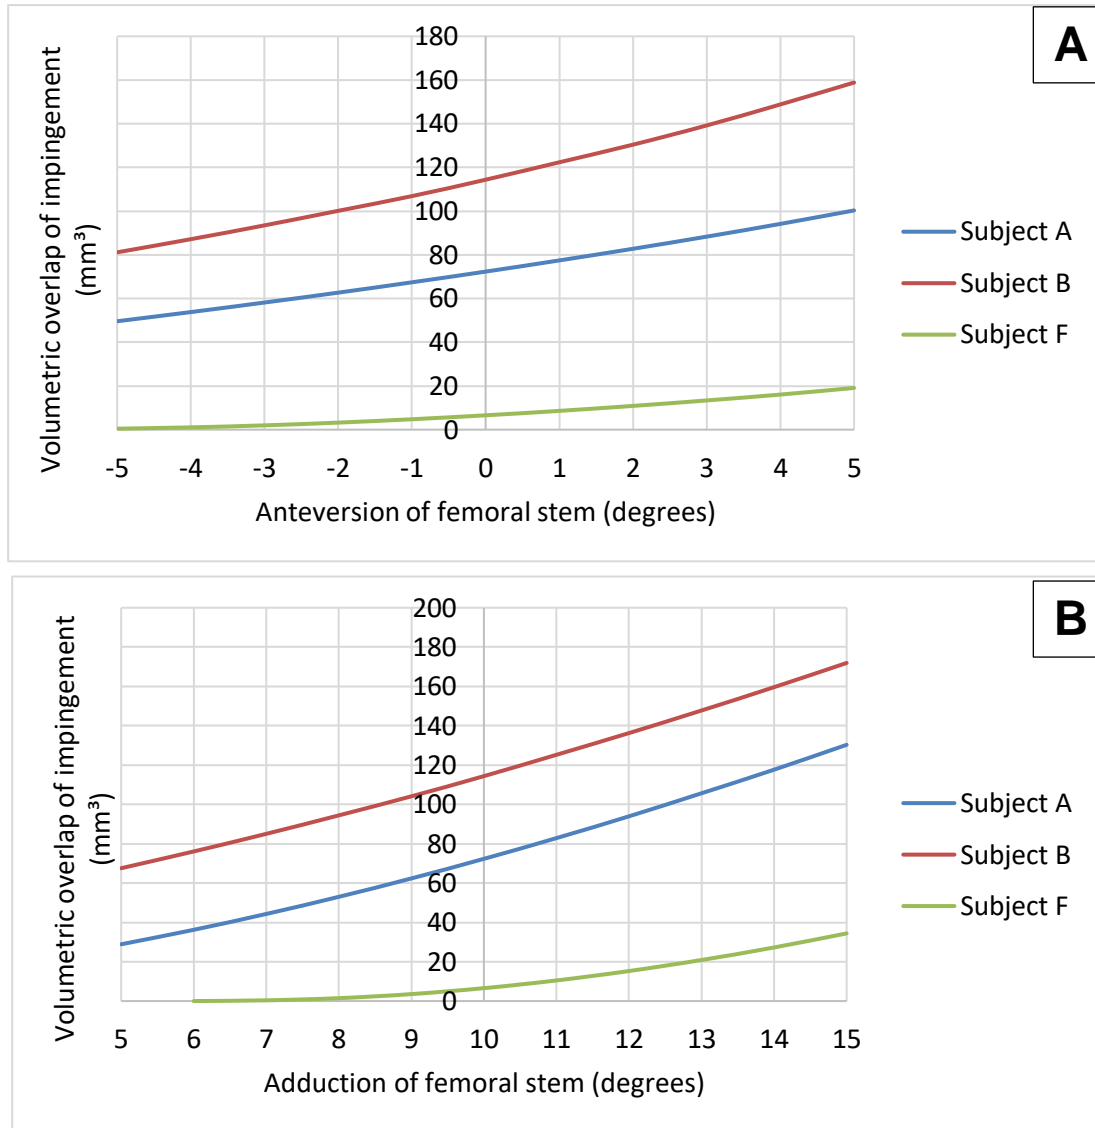 A
Volumetric overlap of impingement
(mm³)
180
160
140
120
100
80
60
40
20
0
-5 -4 -3 -2 -1 0 1 2 3 4 5
Anteversion of femoral stem (degrees)
Subject A
Subject B
Subject F
B
Volumetric overlap of impingement
(mm³)
200
180
160
140
120
100
80
60
40
20
0
5 6 7 8 9 10 11 12 13 14 15
Adduction of femoral stem (degrees)
Subject A
Subject B
Subject F